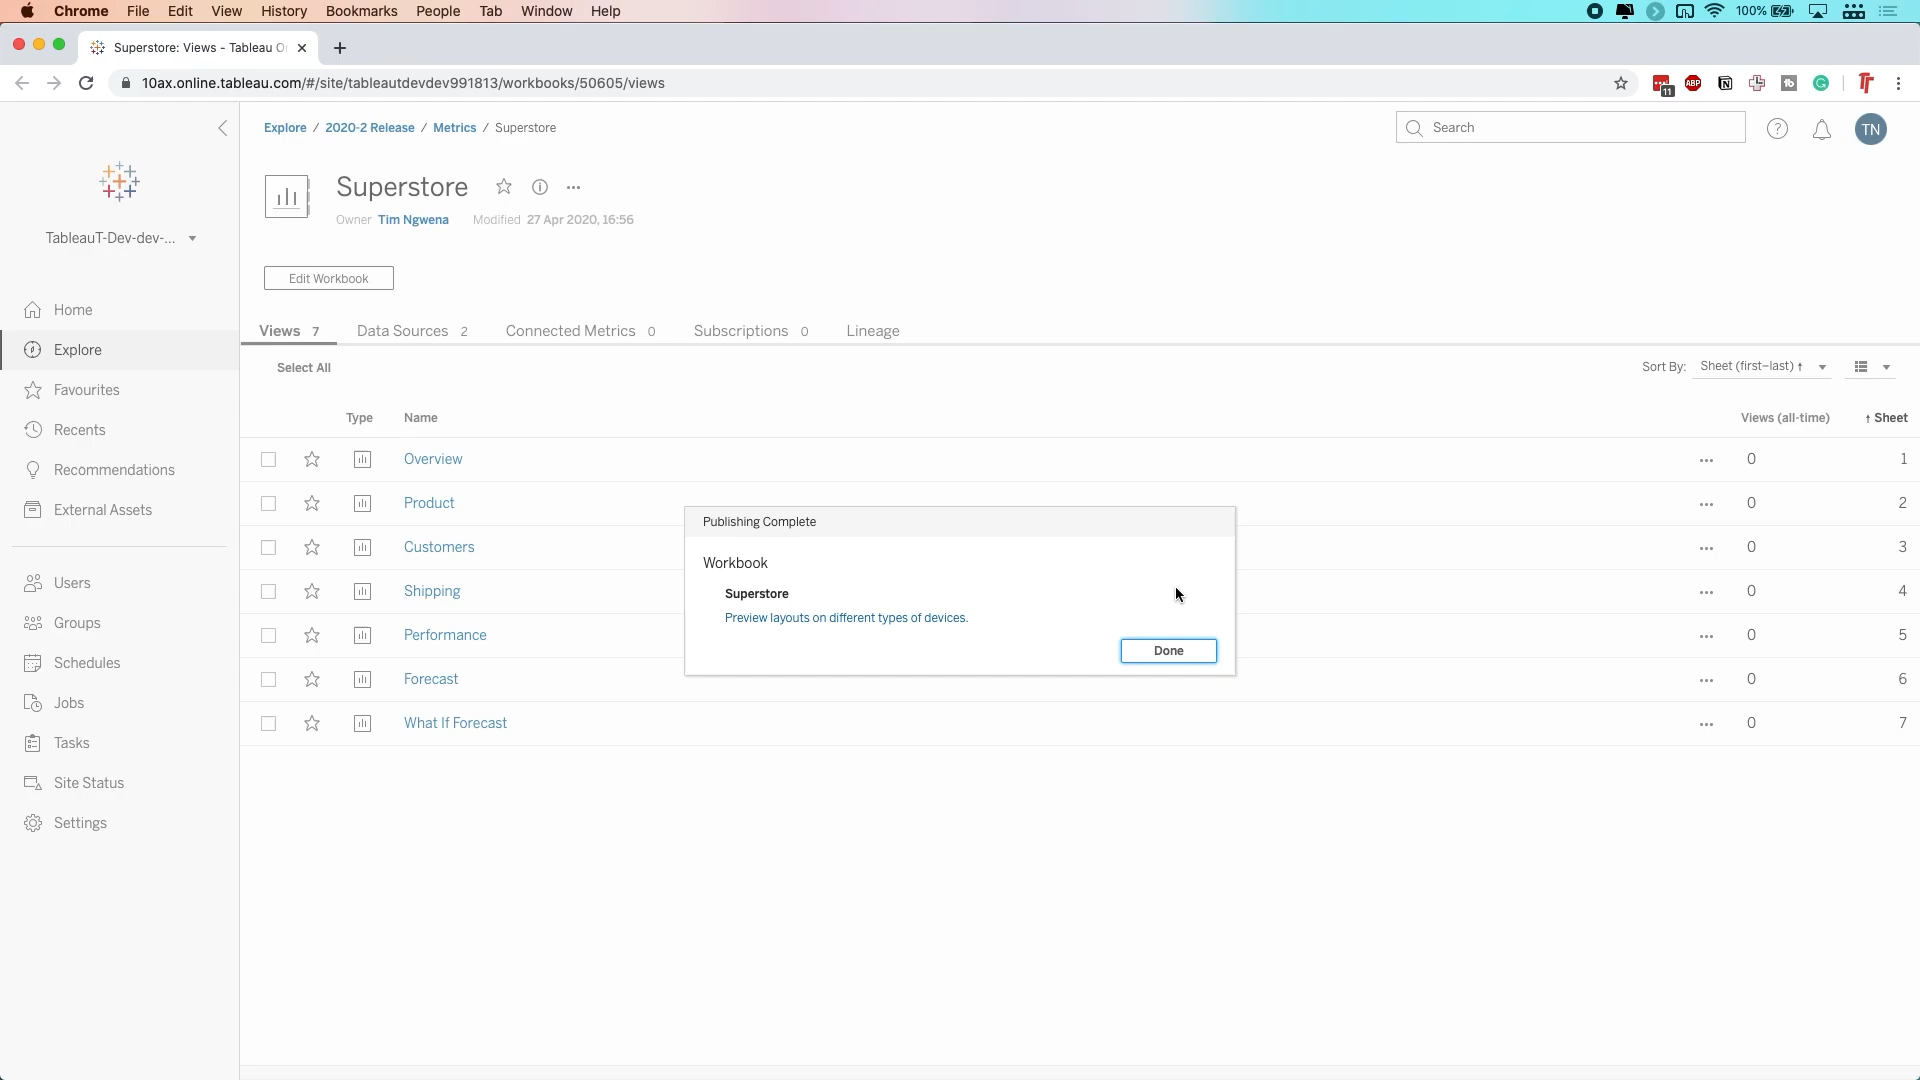 Chrome File Edit View History Bookmarks People Tab Window Help 100%
Superstore: Views - Tableau O
10ax.online.tableau.com/#/site/tableautdevdev991813/workbooks/50605/views
11 ABP
Explore / 2020-2 Release / Metrics / Superstore
Search
TN
Superstore
Owner Tim Ngwena Modified 27 Apr 2020, 16:56
TableauT-Dev-dev-...
Edit Workbook
Home
Explore
Favourites
Recents
Recommendations
External Assets
Users
Groups
Schedules
Jobs
Tasks
Site Status
Settings
Views 7 Data Sources 2 Connected Metrics 0 Subscriptions 0 Lineage
Select All
Sort By: Sheet (first–last) ↑
Type Name Views (all-time) ↑ Sheet
Overview ... 0 1
Product ... 0 2
Customers ... 0 3
Shipping ... 0 4
Performance ... 0 5
Forecast ... 0 6
What If Forecast ... 0 7
Publishing Complete
Workbook
Superstore
Preview layouts on different types of devices.
Done